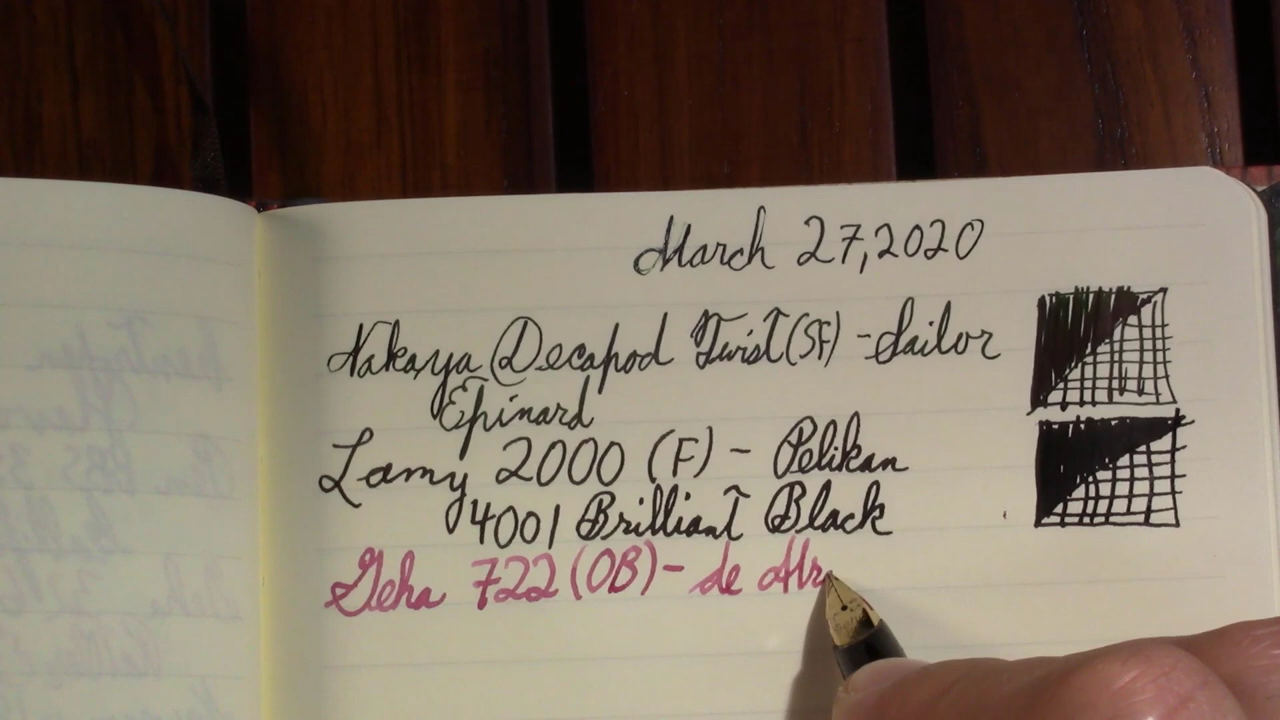 March 27, 2020
Nakaya Decapod Twist (SF) - Sailor
Epinard
Lamy 2000 (F) - Pelikan
4001 Brilliant Black
Geha 722 (OB) - de